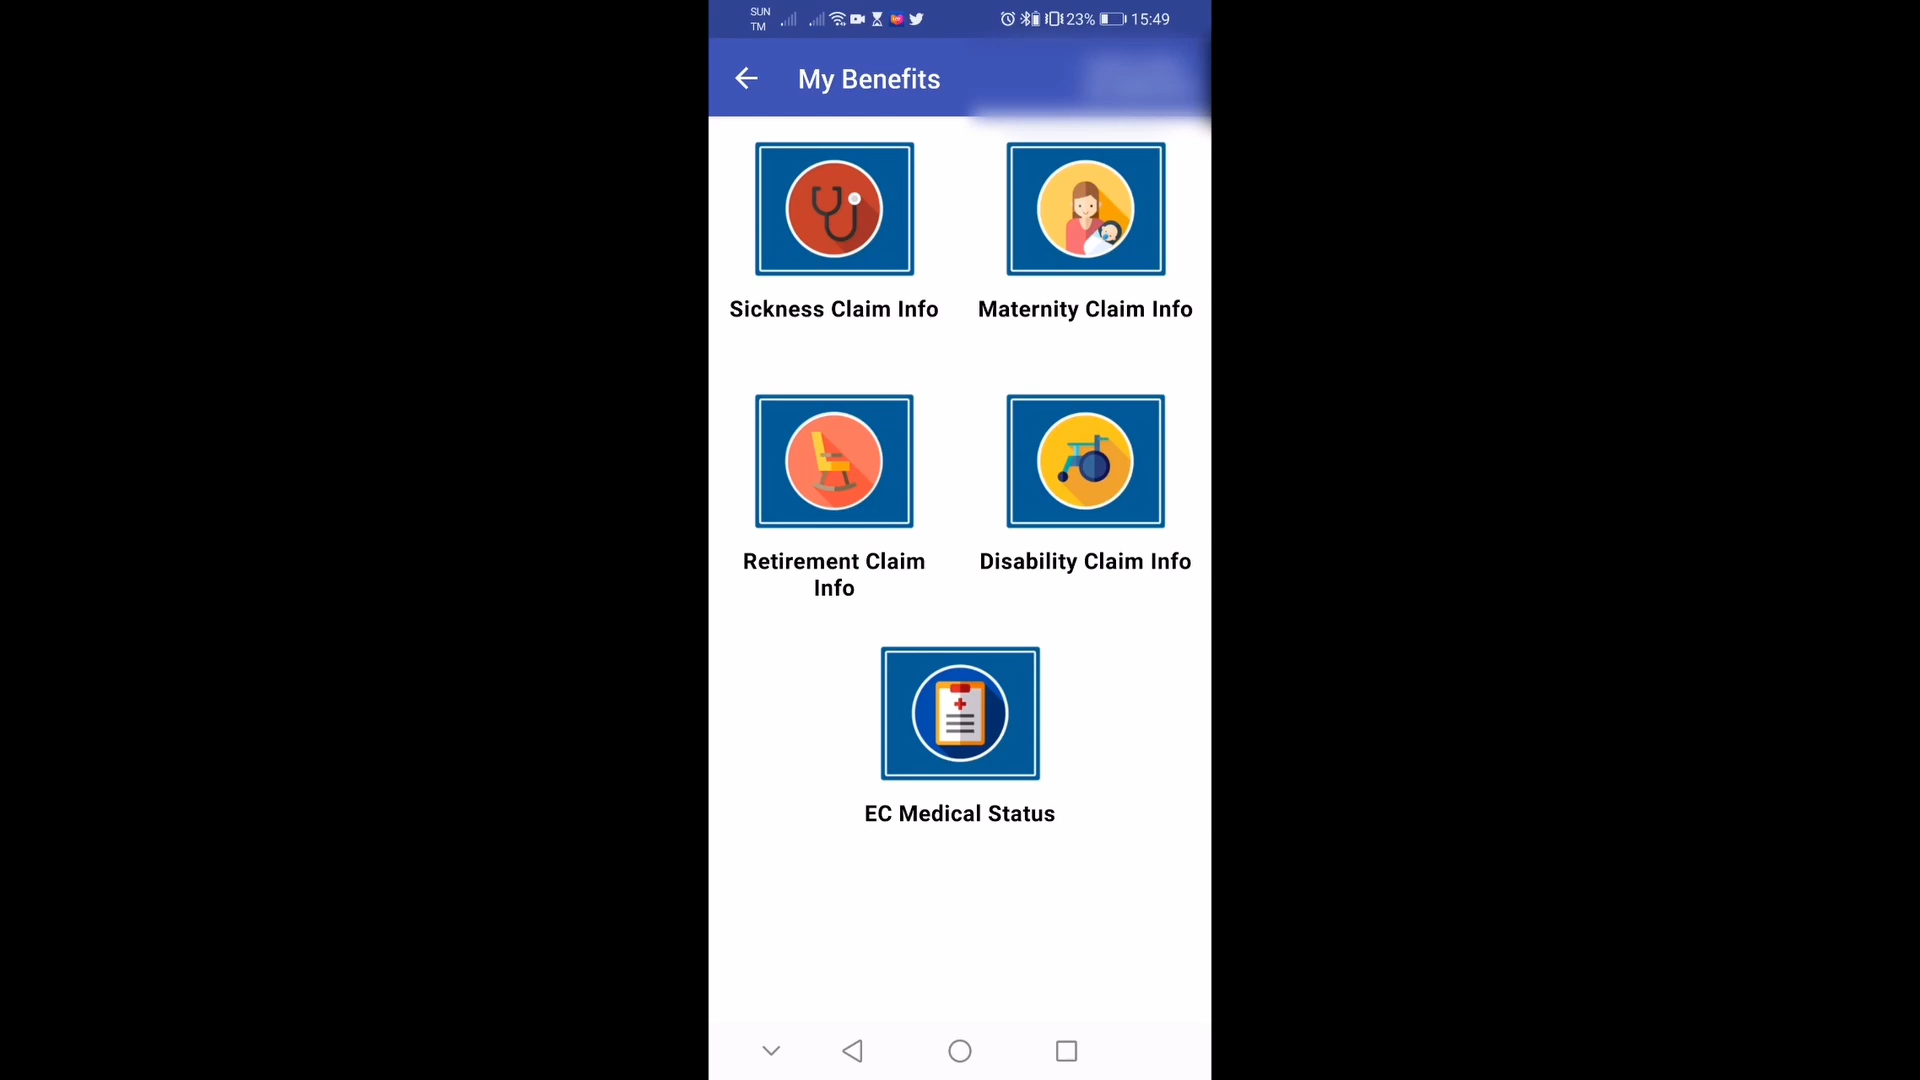 SUN
TM
23% 15:49
My Benefits
Sickness Claim Info
Maternity Claim Info
Retirement Claim
Info
Disability Claim Info
EC Medical Status